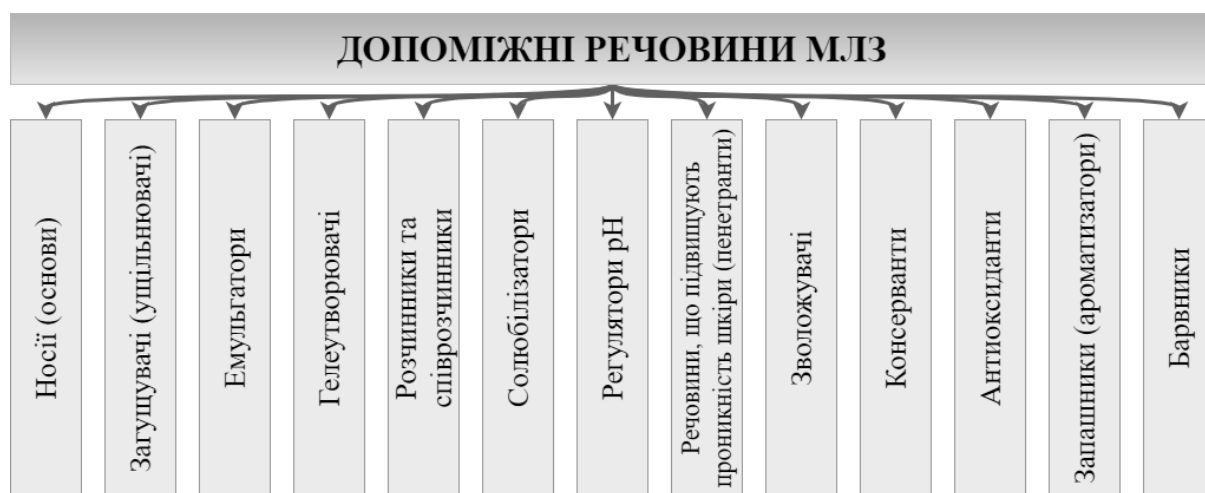 ДОПОМІЖНІ РЕЧОВИНИ МЛЗ
Носії (основи)
Загущувачі (ущільнювачі)
Емульгатори
Гелеутворювачі
Розчинники та
співрозчинники
Солюбілізатори
Регулятори рН
Речовини, що підвищують
проникність шкіри (пенетранти)
Зволожувачі
Консерванти
Антиоксиданти
Запашники (ароматизатори)
Барвники